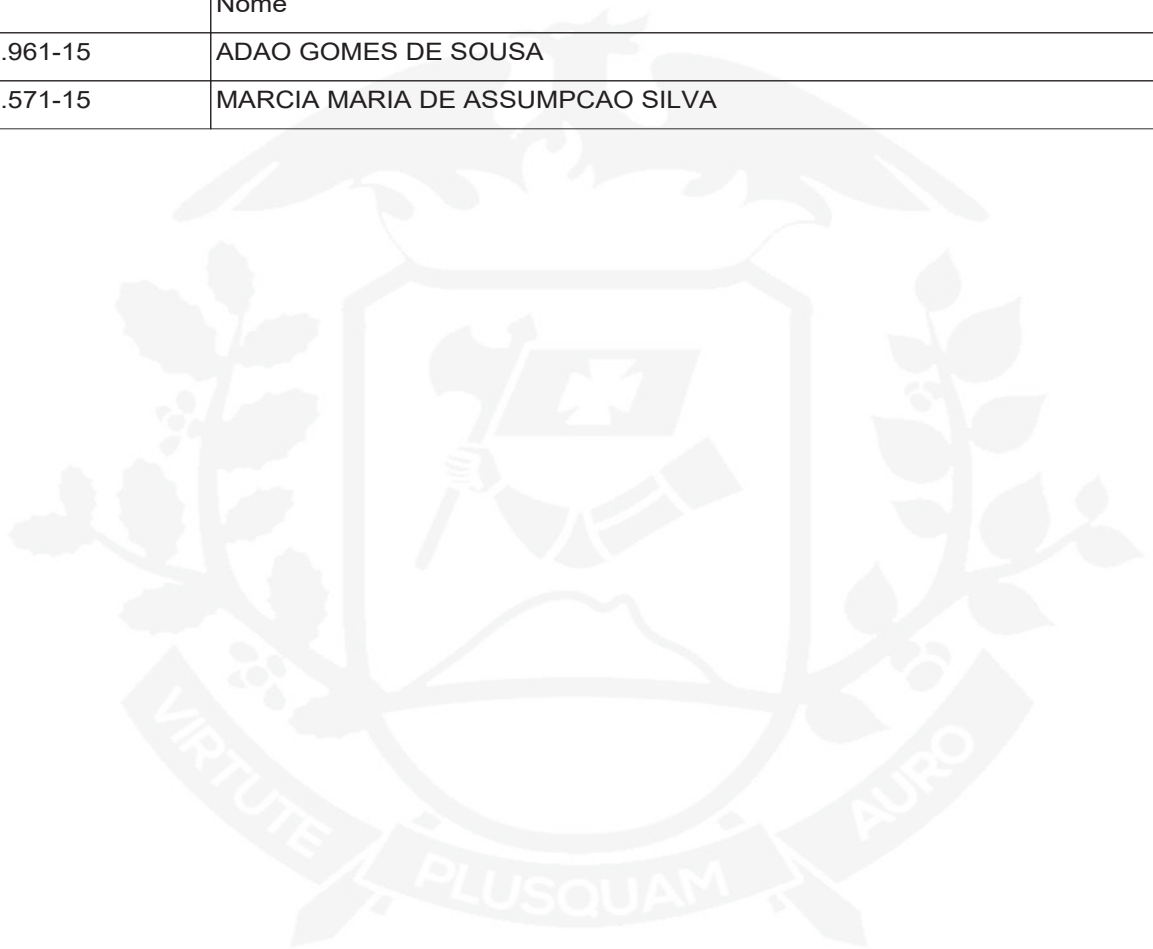 Nome
.961-15 ADAO GOMES DE SOUSA
.571-15 MARCIA MARIA DE ASSUMPCAO SILVA
VIRTUTE PLUSQUAM AURO